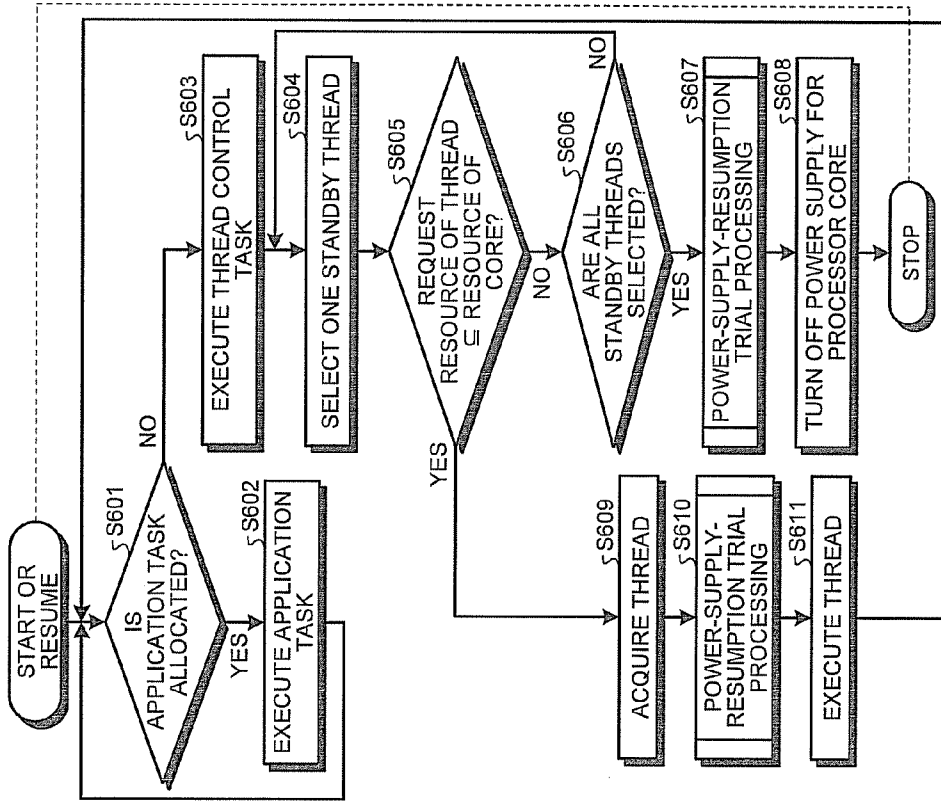 START OR
RESUME
S601
IS
APPLICATION TASK
ALLOCATED?
NO
YES
S602
EXECUTE APPLICATION
TASK
S603
EXECUTE THREAD CONTROL
TASK
S604
SELECT ONE STANDBY THREAD
S605
REQUEST
RESOURCE OF THREAD
⊆ RESOURCE OF
CORE?
YES
NO
S606
ARE ALL
STANDBY THREADS
SELECTED?
NO
YES
S607
POWER-SUPPLY-RESUMPTION
TRIAL PROCESSING
S608
TURN OFF POWER SUPPLY FOR
PROCESSOR CORE
STOP
S609
ACQUIRE THREAD
S610
POWER-SUPPLY-
RESUMPTION TRIAL
PROCESSING
S611
EXECUTE THREAD